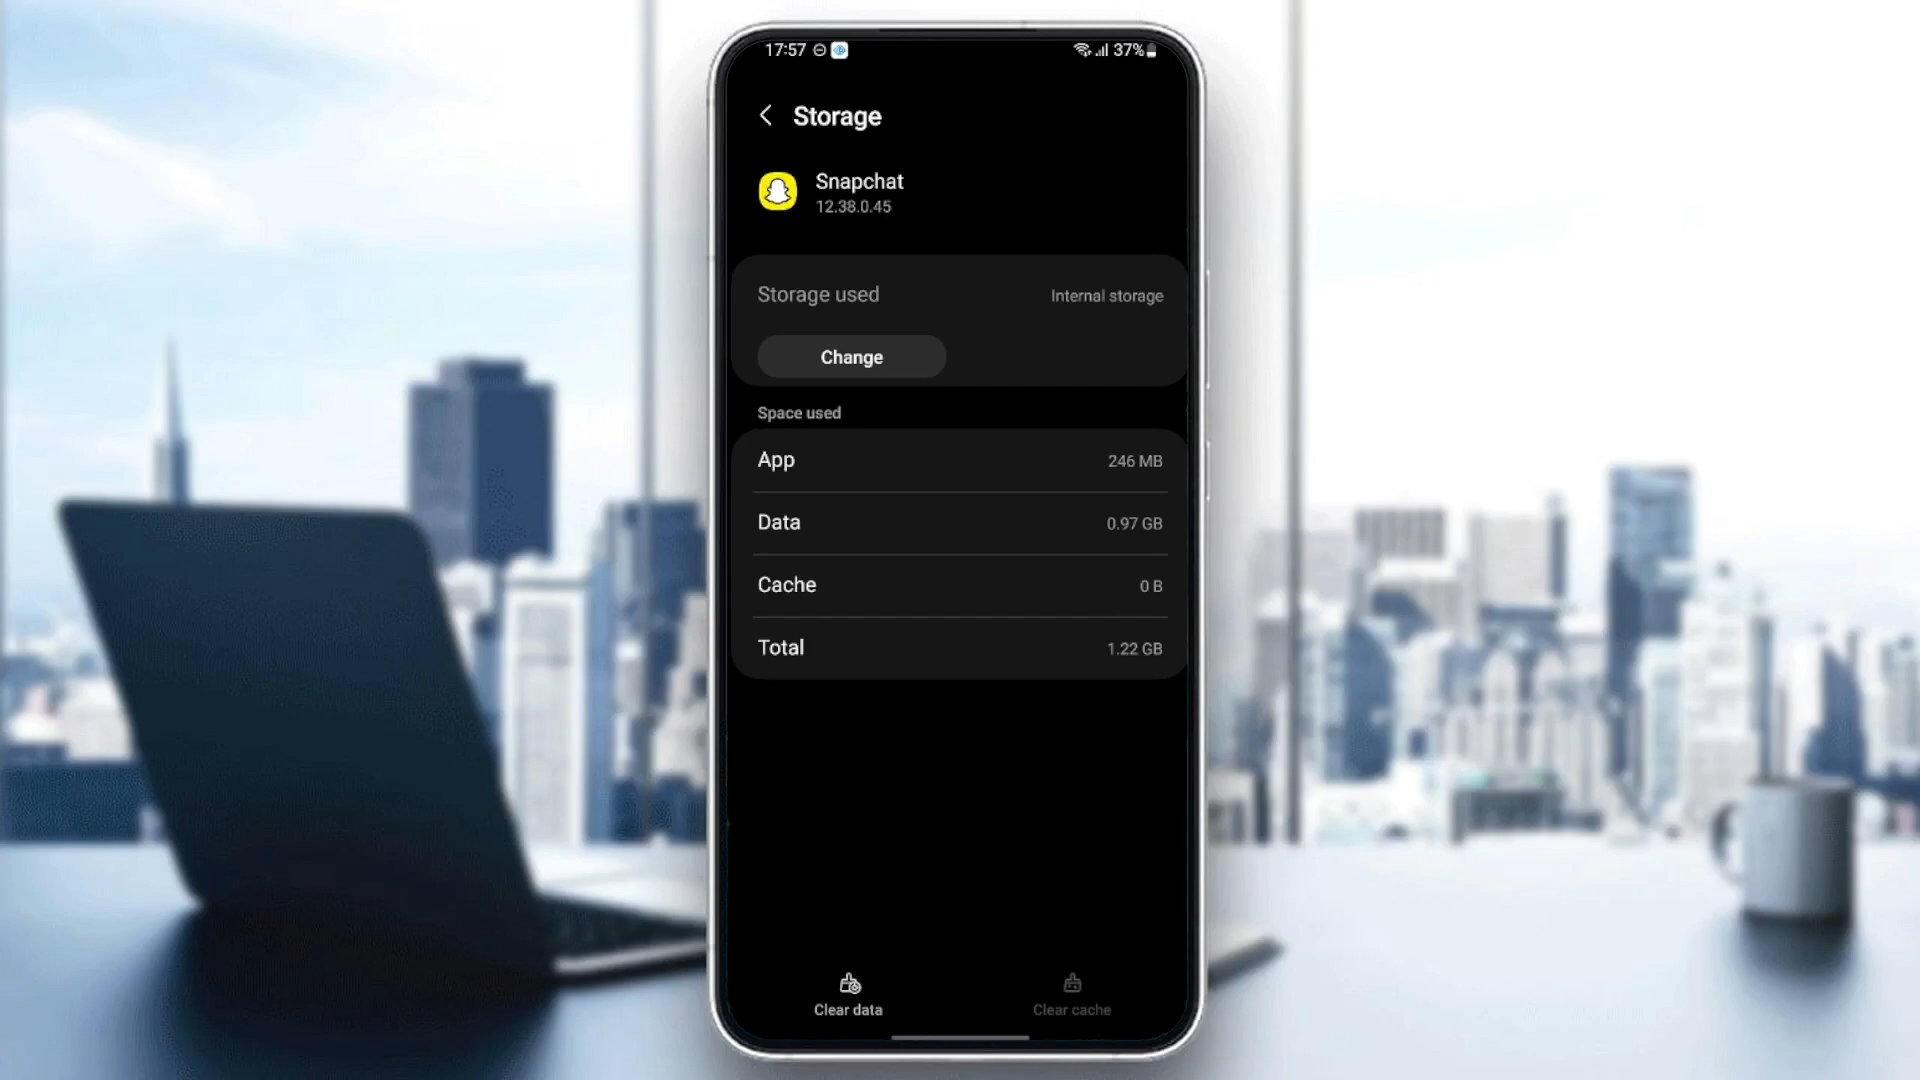 17:57 37%
Storage
Snapchat
12.38.0.45
Storage used Internal storage
Change
Space used
App 246 MB
Data 0.97 GB
Cache 0 B
Total 1.22 GB
Clear data Clear cache